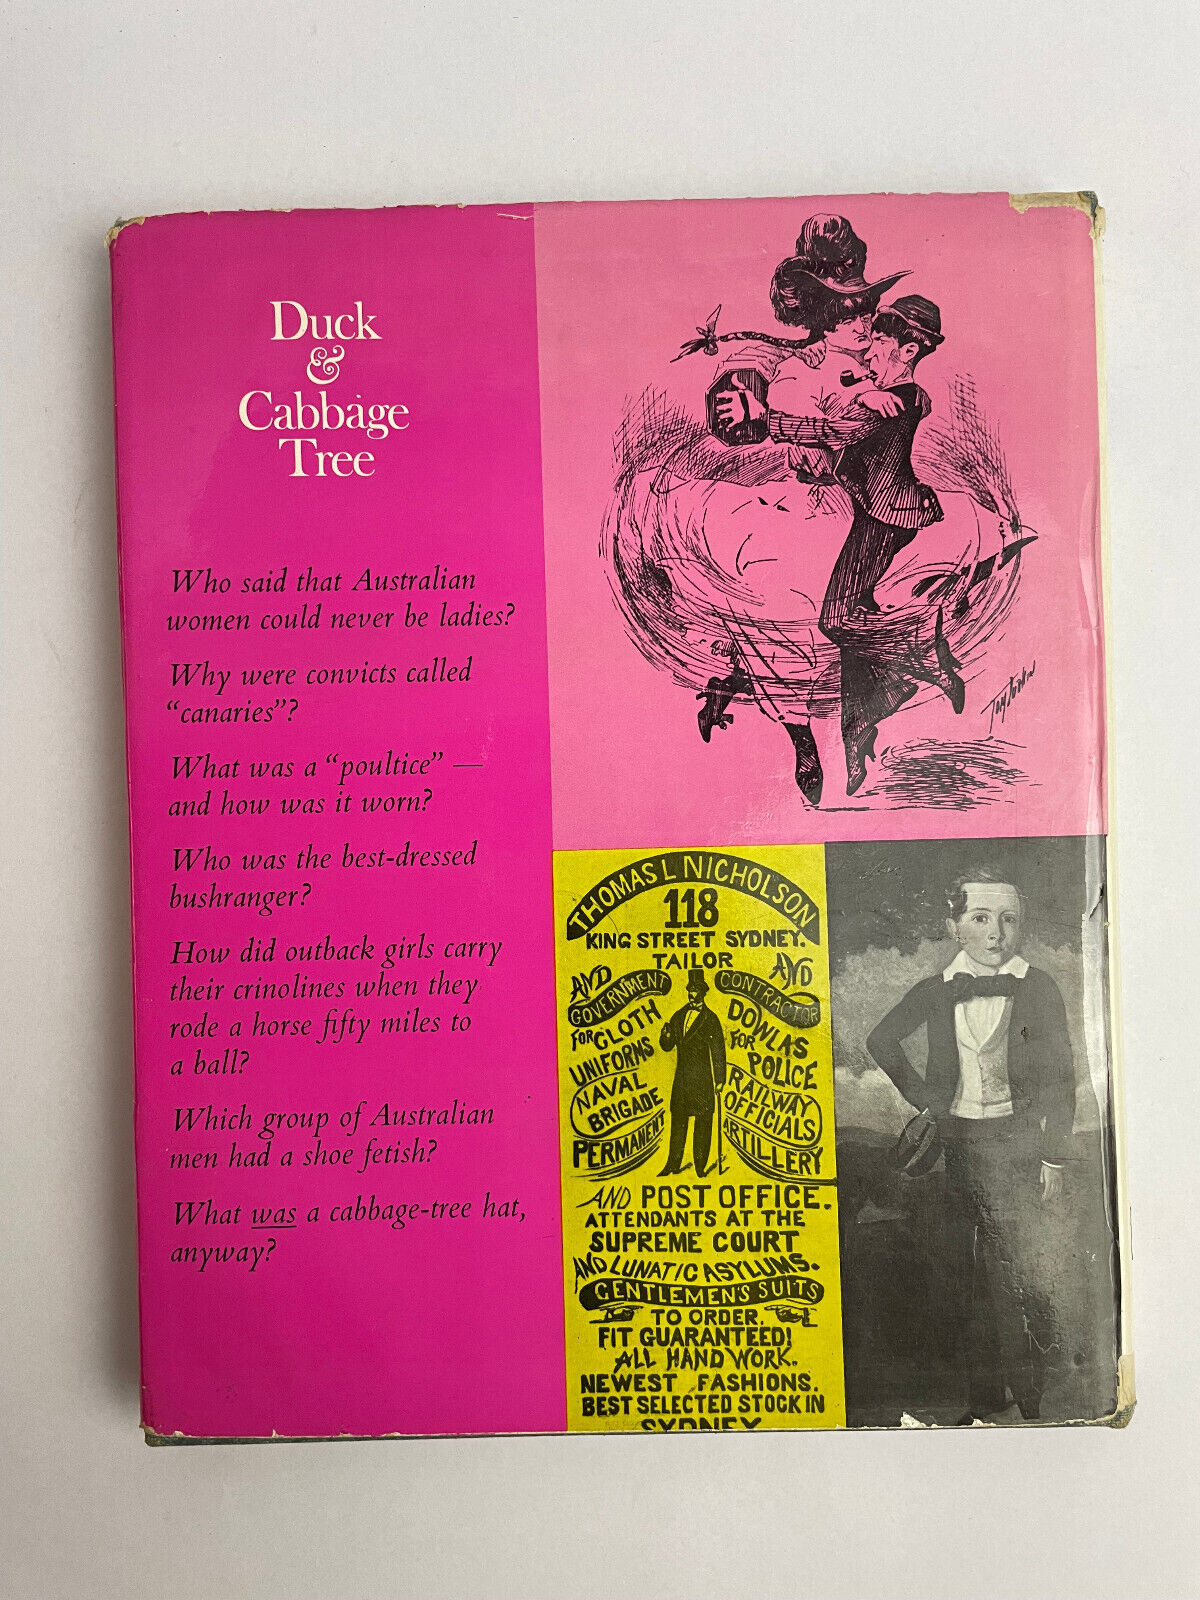 Duck
&
Cabbage
Tree
Who said that Australian
women could never be ladies?
Why were convicts called
"canaries"?
What was a "poultice" —
and how was it worn?
Who was the best-dressed
bushranger?
How did outback girls carry
their crinolines when they
rode a horse fifty miles to
a ball?
Which group of Australian
men had a shoe fetish?
What was a cabbage-tree hat,
anyway?
THOMAS L NICHOLSON
118
KING STREET SYDNEY.
TAILOR
AND AND
GOVERNMENT CONTRACTOR
FOR CLOTH
UNIFORMS
NAVAL
BRIGADE
PERMANENT
DOWLAS
FOR POLICE
RAILWAY
OFFICIALS
ARTILLERY
AND POST OFFICE.
ATTENDANTS AT THE
SUPREME COURT
AND LUNATIC ASYLUMS.
GENTLEMEN'S SUITS
TO ORDER.
FIT GUARANTEED!
ALL HAND WORK.
NEWEST FASHIONS.
BEST SELECTED STOCK IN
SYDNEY